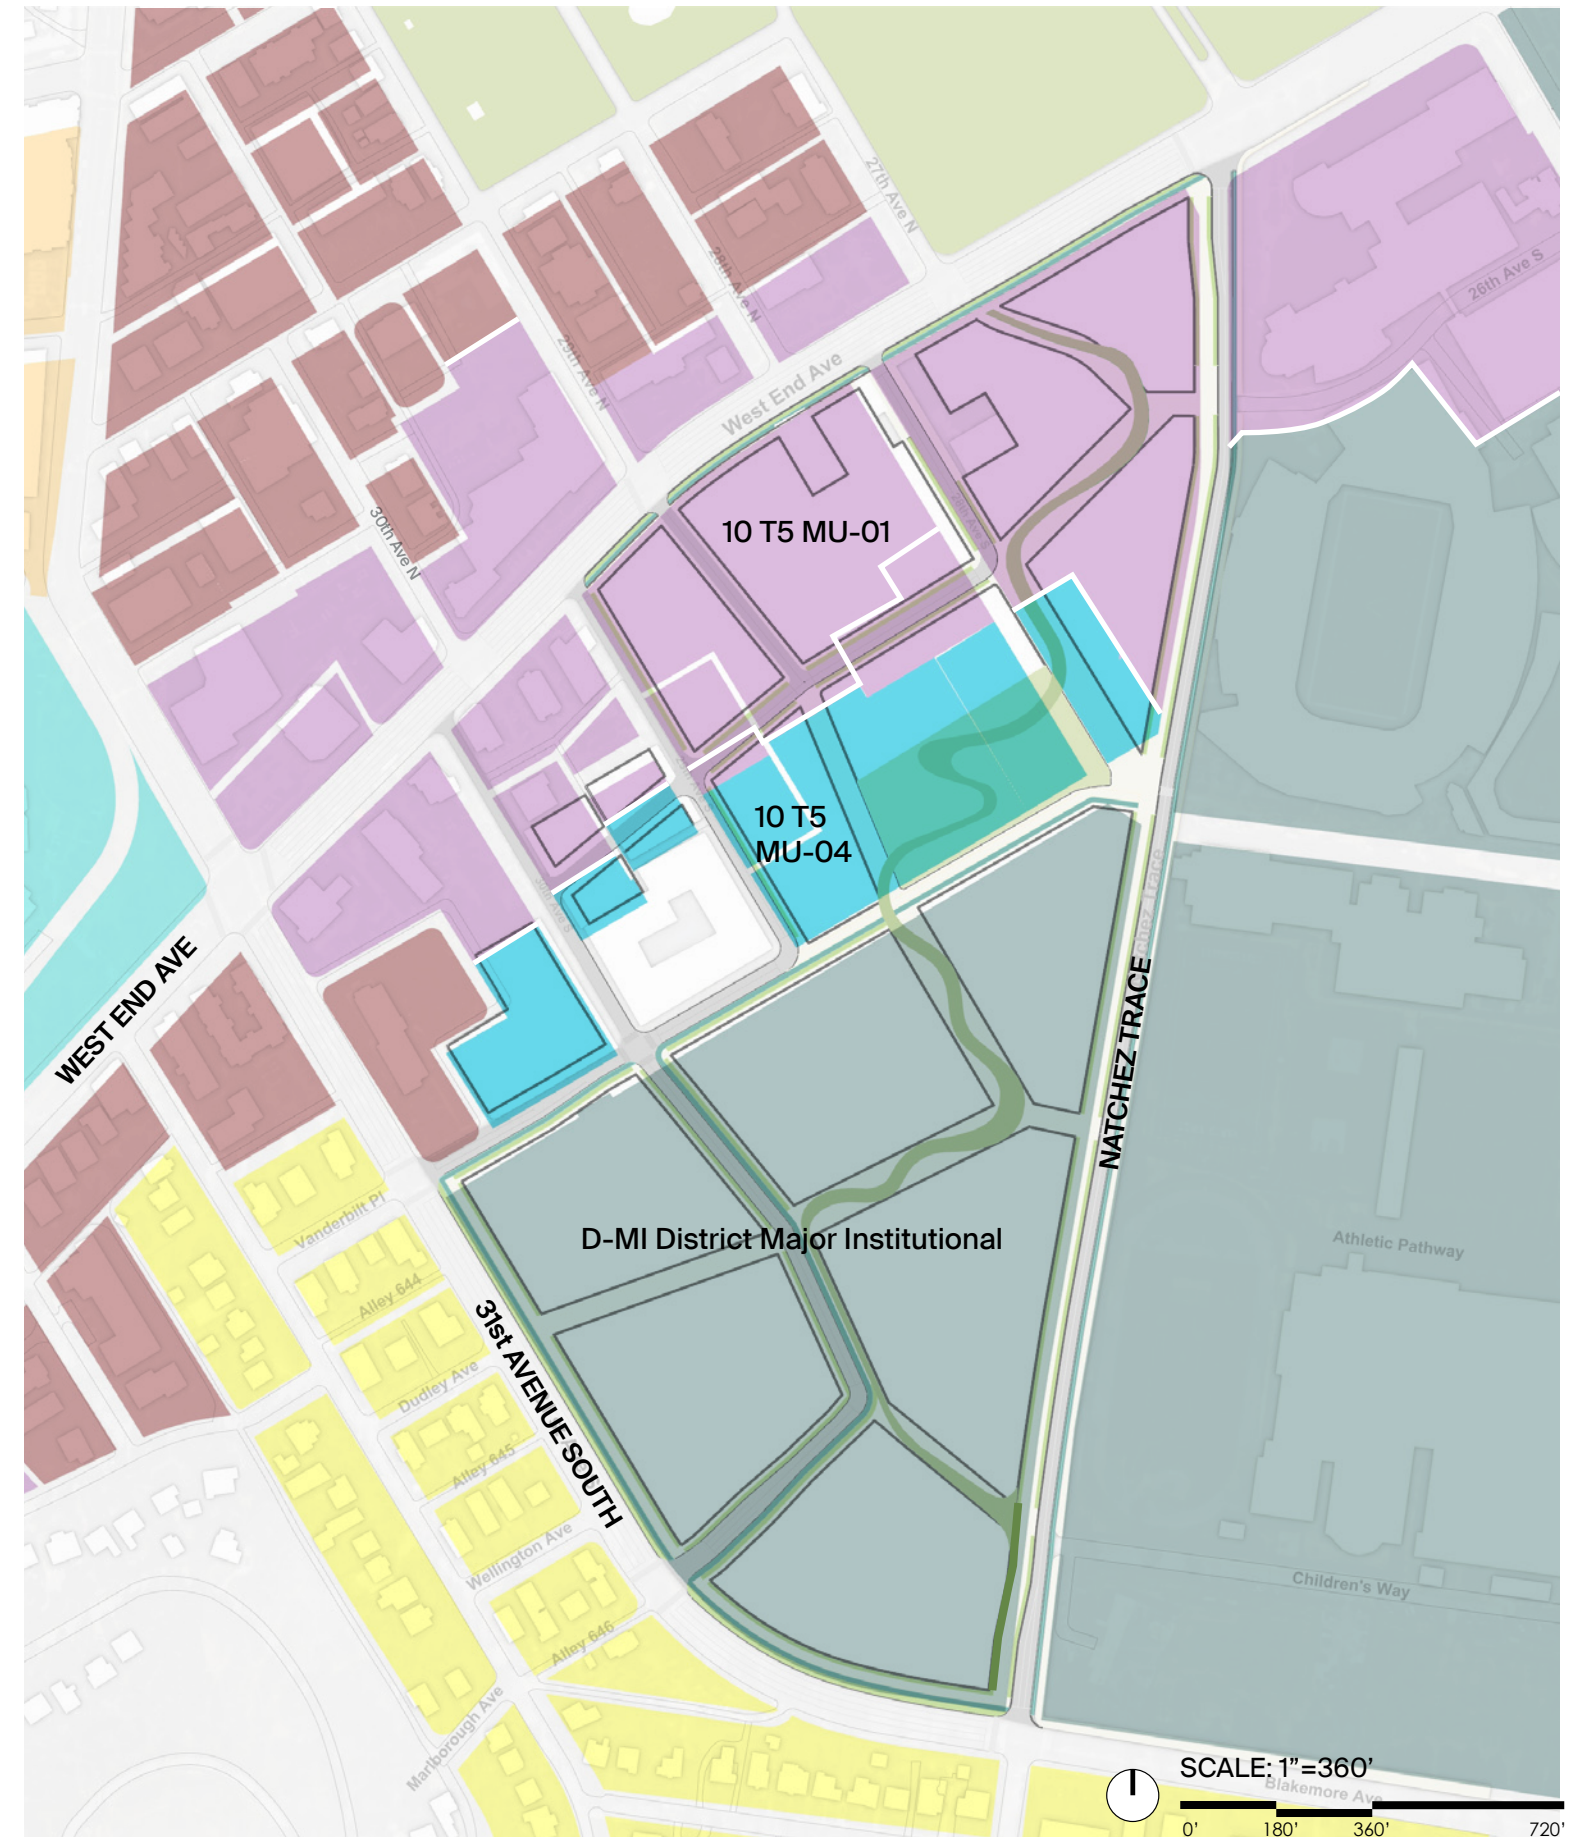 27th Ave N
28th Ave N
26th Ave S
29th Ave N
West End Ave
30th Ave N
10 T5 MU-01
10 T5
MU-04
WEST END AVE
NATCHEZ TRACE
Vanderbilt Pl
D-MI District Major Institutional
Athletic Pathway
Alley 644
31st AVENUE SOUTH
Dudley Ave
Alley 645
Wellington Ave
Children's Way
Alley 646
Marlborough Ave
SCALE: 1”=360’
Blakemore Ave
0’ 180’ 360’ 720’